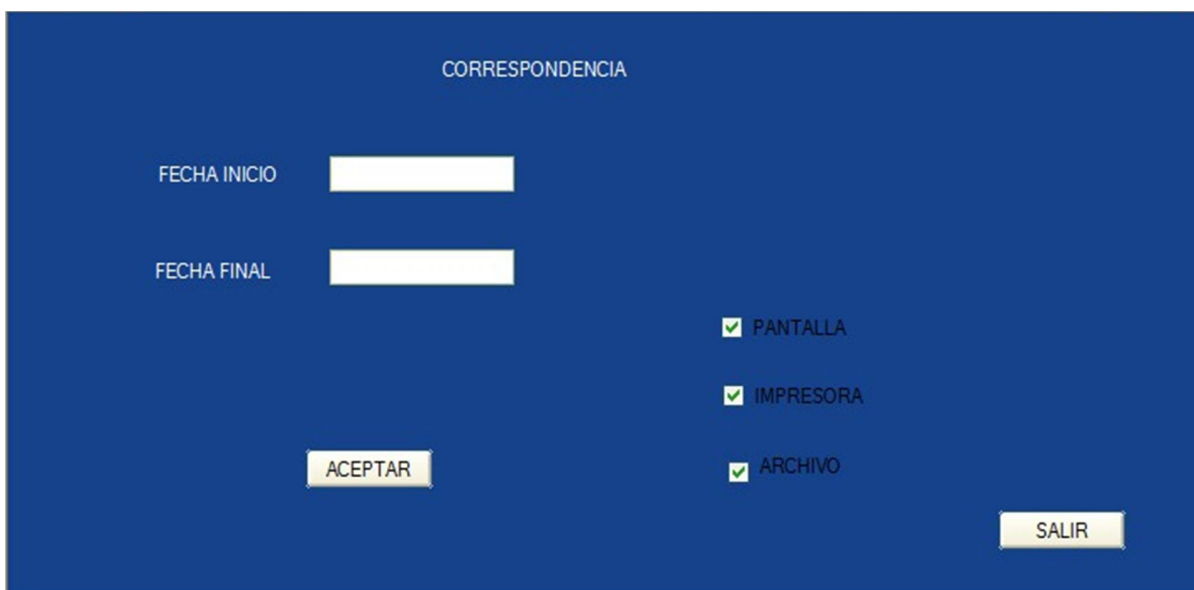 CORRESPONDENCIA
FECHA INICIO
FECHA FINAL
PANTALLA
IMPRESORA
ARCHIVO
ACEPTAR
SALIR